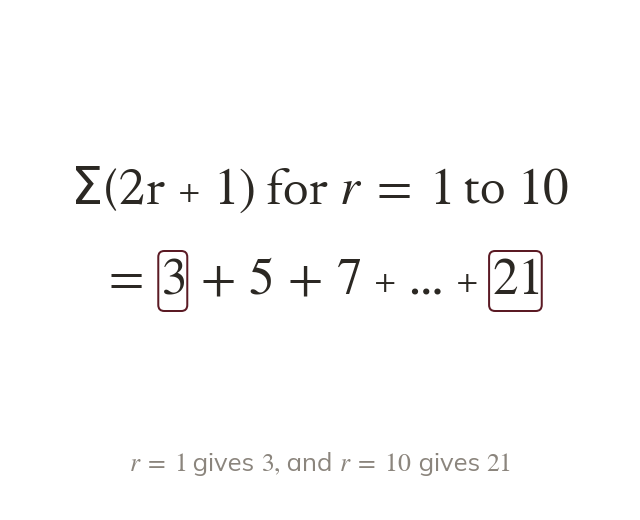 Σ(2r + 1) for r = 1 to 10
= 3 + 5 + 7 + ... + 21
r = 1 gives 3, and r = 10 gives 21